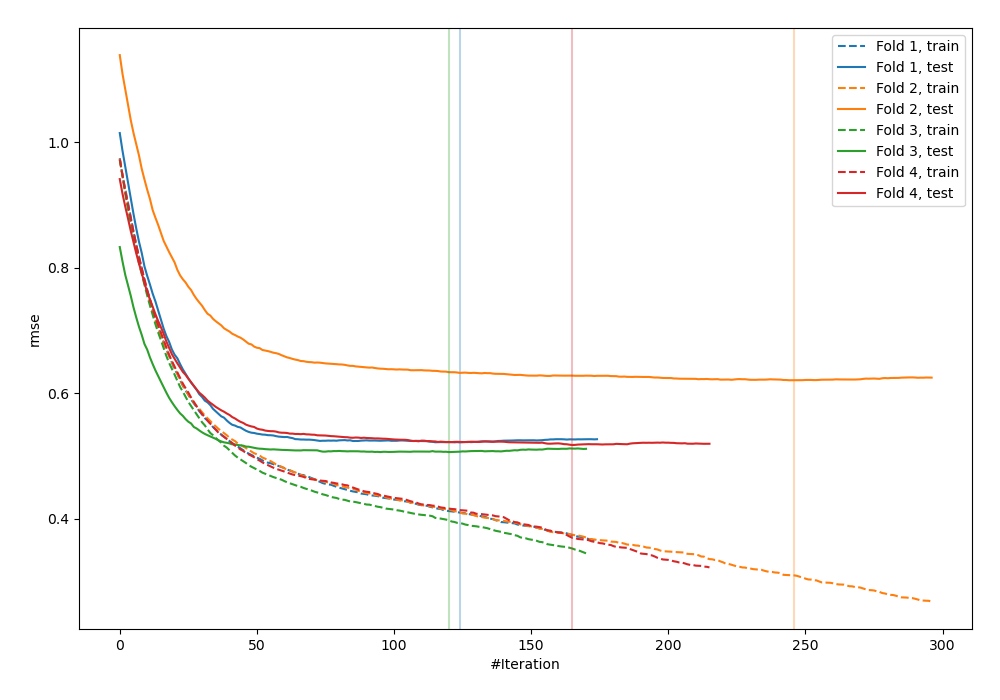 Fold 1, train
Fold 1, test
Fold 2, train
Fold 2, test
Fold 3, train
Fold 3, test
Fold 4, train
Fold 4, test
rmse
1.0
0.8
0.6
0.4
0 50 100 150 200 250 300
#Iteration